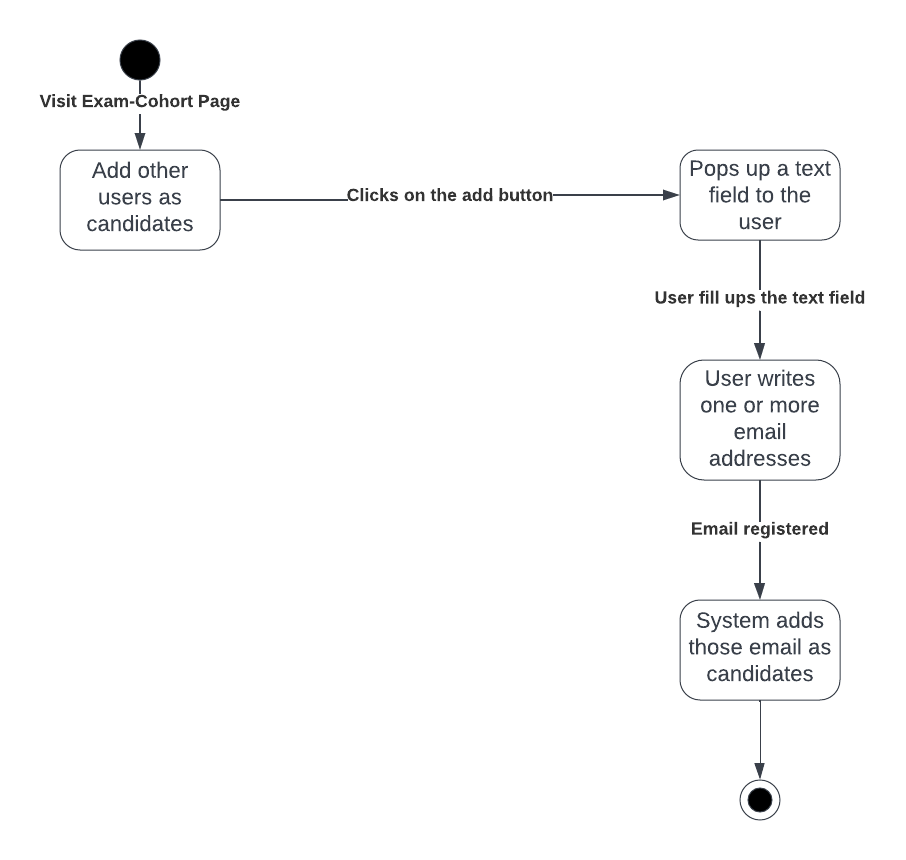 Visit Exam-Cohort Page
Add other
users as
candidates
Clicks on the add button
Pops up a text
field to the
user
User fill ups the text field
User writes
one or more
email
addresses
Email registered
System adds
those email as
candidates